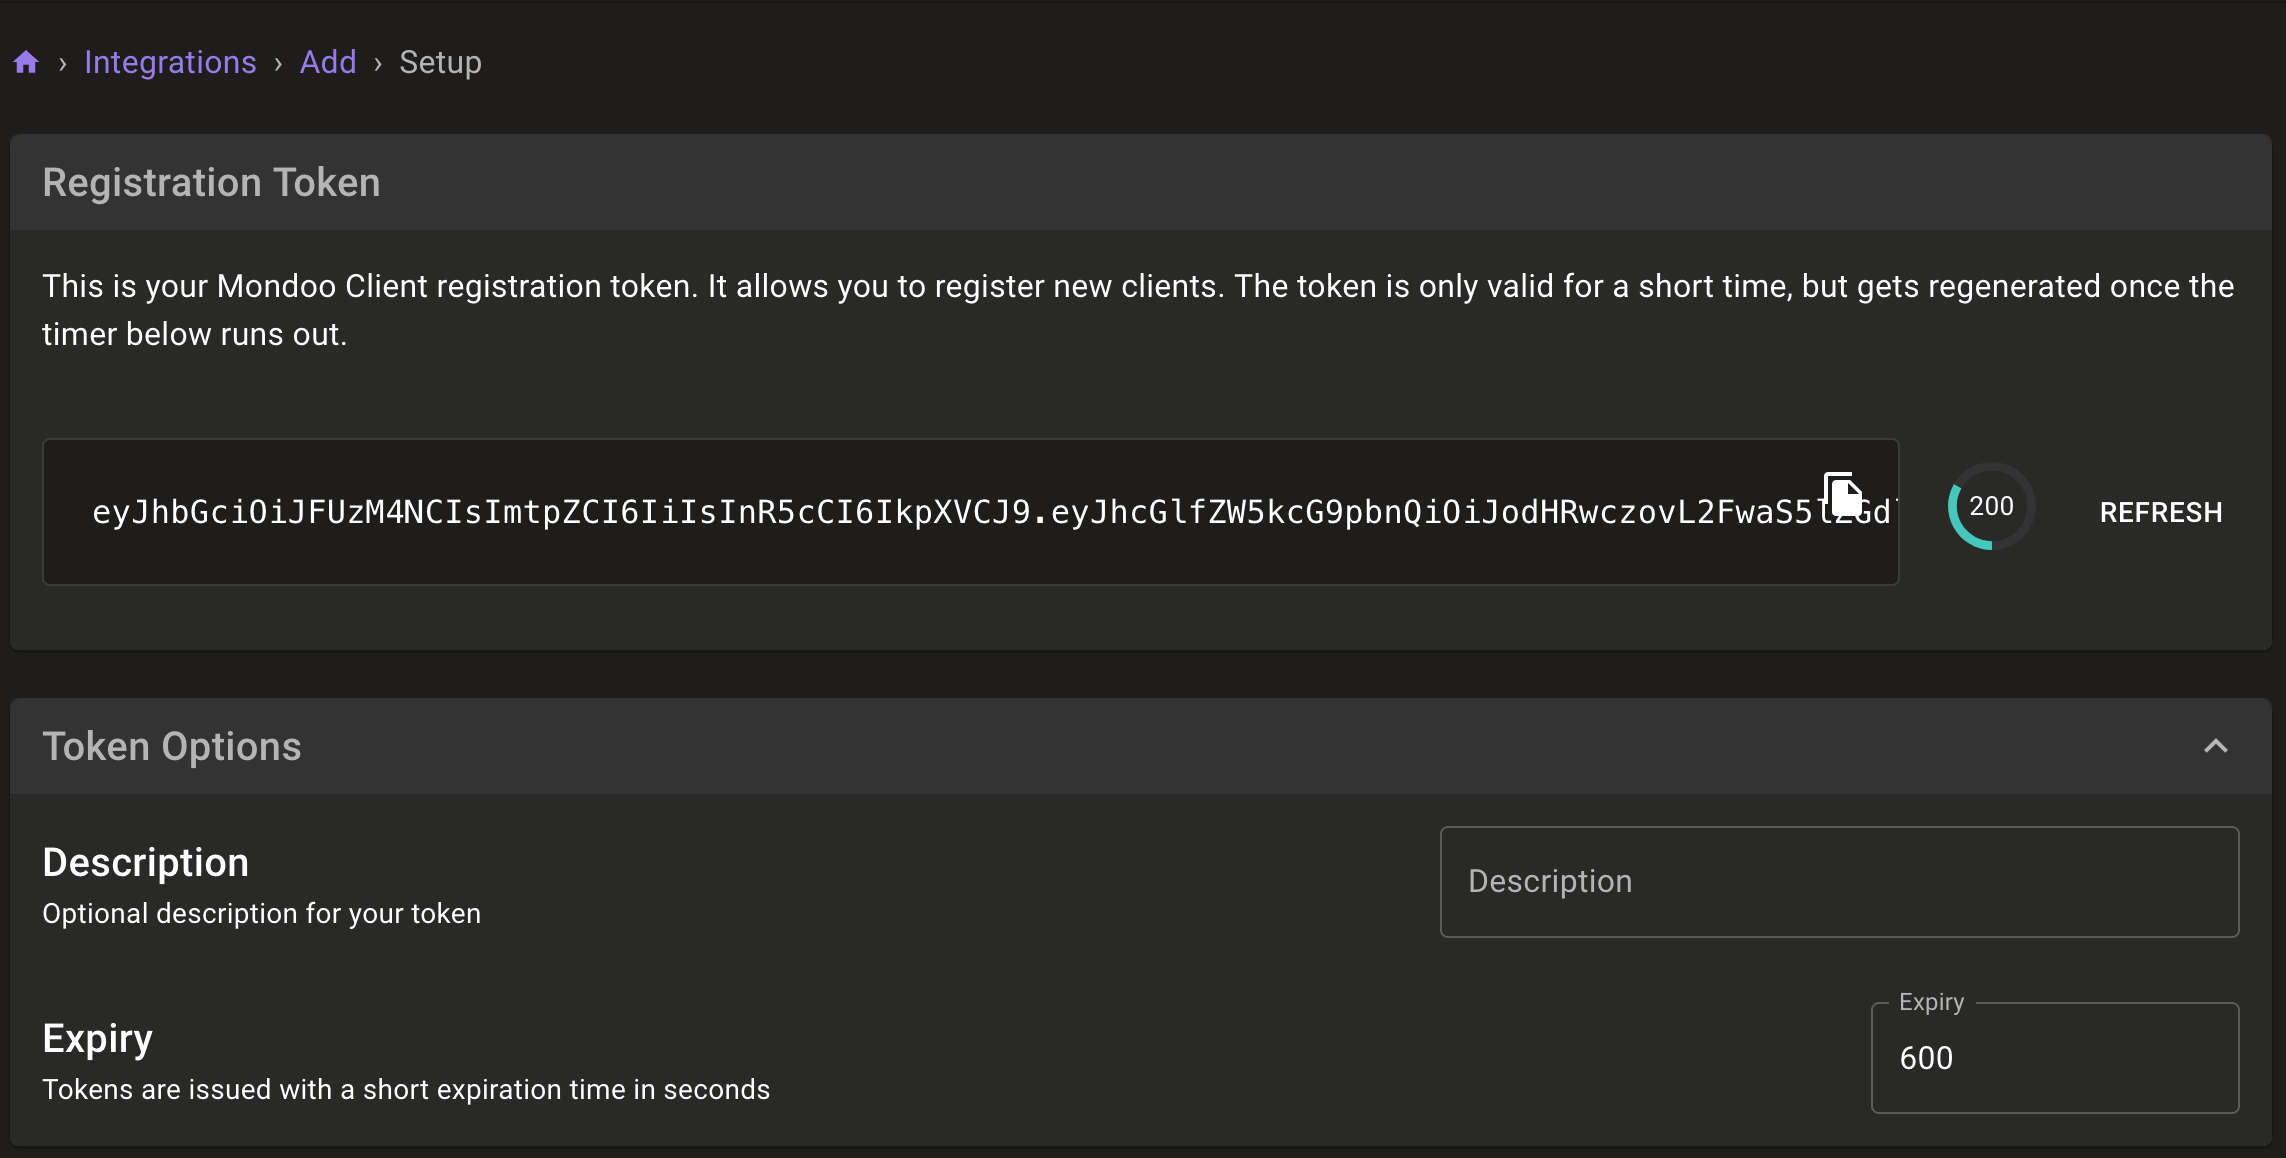 Integrations › Add › Setup
Registration Token
This is your Mondoo Client registration token. It allows you to register new clients. The token is only valid for a short time, but gets regenerated once the
timer below runs out.
eyJhbGciOiJFUzM4NCIsImtpZCI6IiIsInR5cCI6IkpXVCJ9.eyJhcGlfZW5kcG9pbnQiOiJodHRwczovL2FwaS5lZGd
200
REFRESH
Token Options
Description
Optional description for your token
Description
Expiry
Tokens are issued with a short expiration time in seconds
Expiry
600